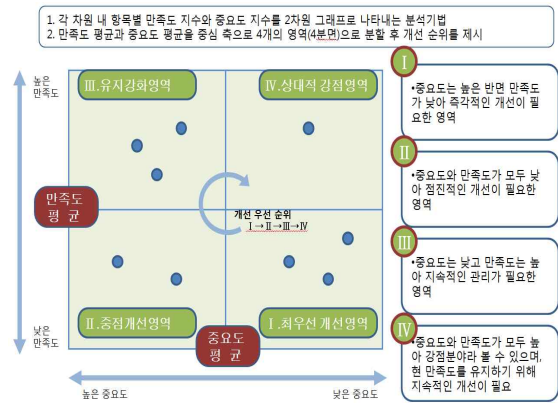 1. 각 차원 내 항목별 만족도 지수와 중요도 지수를 2차원 그래프로 나타내는 분석기법
2. 만족도 평균과 중요도 평균을 중심 축으로 4개의 영역(4분면)으로 분할 후 개선 순위를 제시
높은
만족도
Ⅲ.유지강화영역
Ⅳ.상대적 강점영역
만족도
평 균
개선 우선 순위
Ⅰ→Ⅱ→Ⅲ→Ⅳ
낮은
만족도
Ⅱ.중점개선영역
Ⅰ.최우선 개선영역
중요도
평 균
높은 중요도
낮은 중요도
Ⅰ
•중요도는 높은 반면 만족도
가 낮아 즉각적인 개선이 필
요한 영역
Ⅱ
•중요도와 만족도가 모두 낮
아 점진적인 개선이 필요한
영역
Ⅲ
•중요도는 낮고 만족도는 높
아 지속적인 관리가 필요한
영역
Ⅳ
•중요도와 만족도가 모두 높
아 강점분야라 볼 수 있으며,
현 만족도를 유지하기 위해
지속적인 개선이 필요